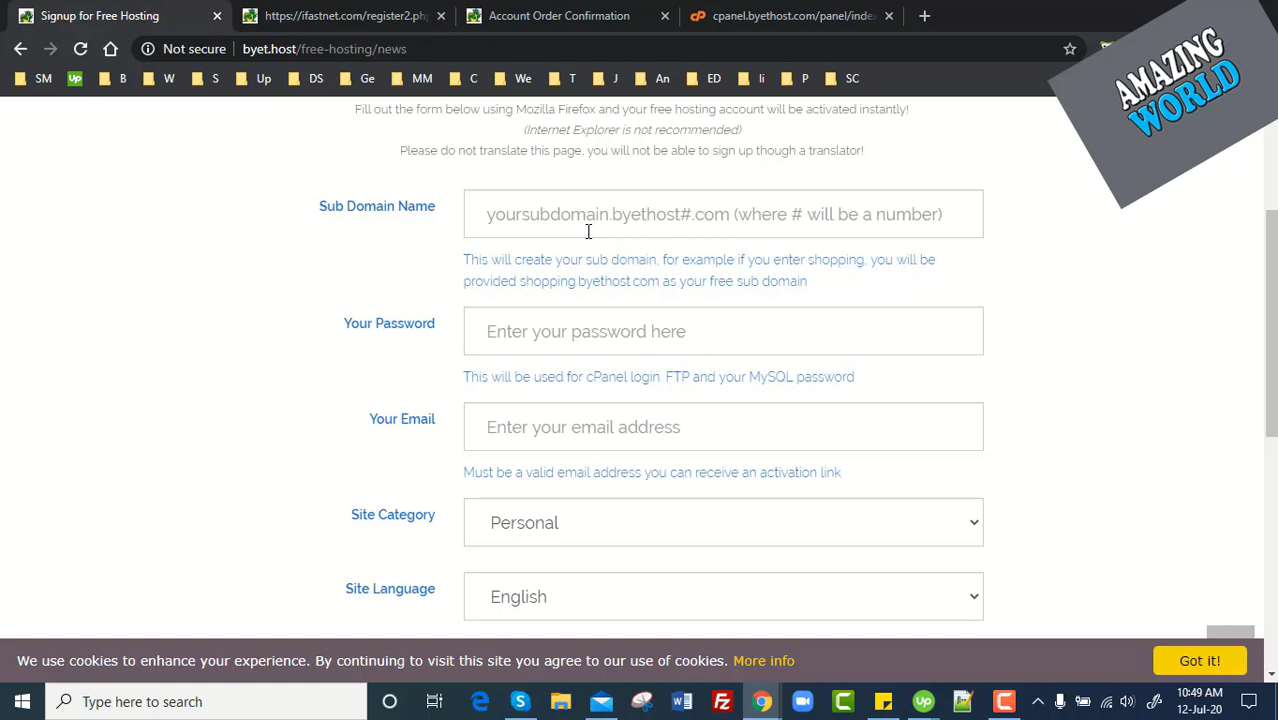 Signup for Free Hosting
https://ifastnet.com/register2.ph
Account Order Confirmation
cpanel.byethost.com/panel/index
Not secure
byet.host/free-hosting/news
SM
Up
B
W
S
Up
DS
Ge
MM
C
We
T
J
An
ED
Ii
P
SC
AMAZING
WORLD
Fill out the form below using Mozilla Firefox and your free hosting account will be activated instantly!
(Internet Explorer is not recommended)
Please do not translate this page, you will not be able to sign up though a translator!
Sub Domain Name
yoursubdomain.byethost#.com (where # will be a number)
This will create your sub domain, for example if you enter shopping, you will be
provided shopping.byethost.com as your free sub domain
Your Password
Enter your password here
This will be used for cPanel login. FTP and your MySQL password
Your Email
Enter your email address
Must be a valid email address you can receive an activation link
Site Category
Personal
Site Language
English
We use cookies to enhance your experience. By continuing to visit this site you agree to our use of cookies. More info
Got it!
Type here to search
10:49 AM
12-Jul-20